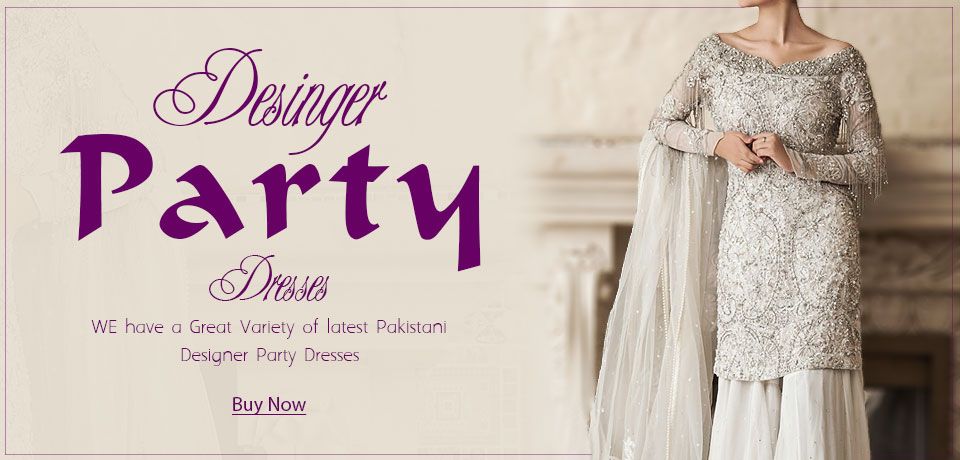 Desinger
Party
Dresses
WE have a Great Variety of latest Pakistani
Designer Party Dresses
Buy Now